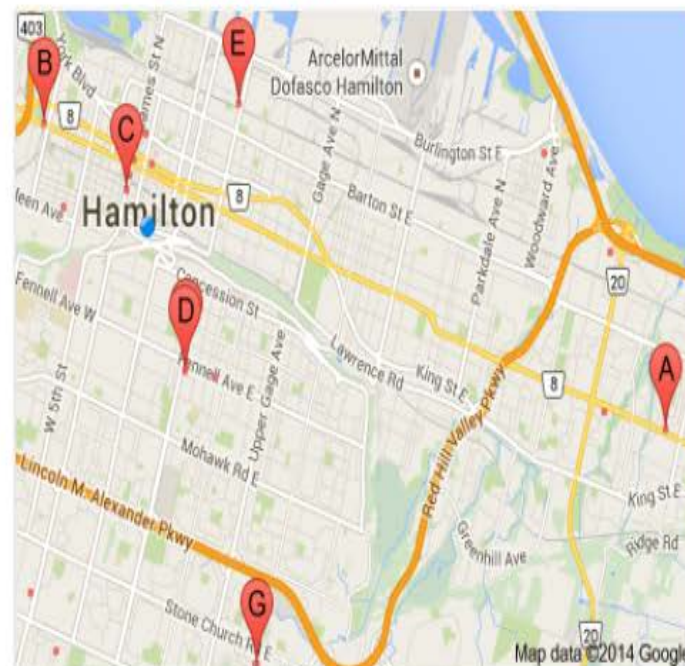 403
B
York Blvd
James St N
E
ArcelorMittal
Dofasco Hamilton
8
C
Gage Ave N
Burlington St E
Woodward Ave
Hamilton
8
Barton St E
Parkdale Ave N
20
Fennell Ave W
Concession St
D
Fennell Ave E
Upper Gage Ave
Lawrence Rd
King St E
8
A
W 5th St
Mohawk Rd E
Red Hill Valley Pkwy
Lincoln M. Alexander Pkwy
King St E
Greenhill Ave
Ridge Rd
G
Stone Church Rd E
20
Map data ©2014 Google